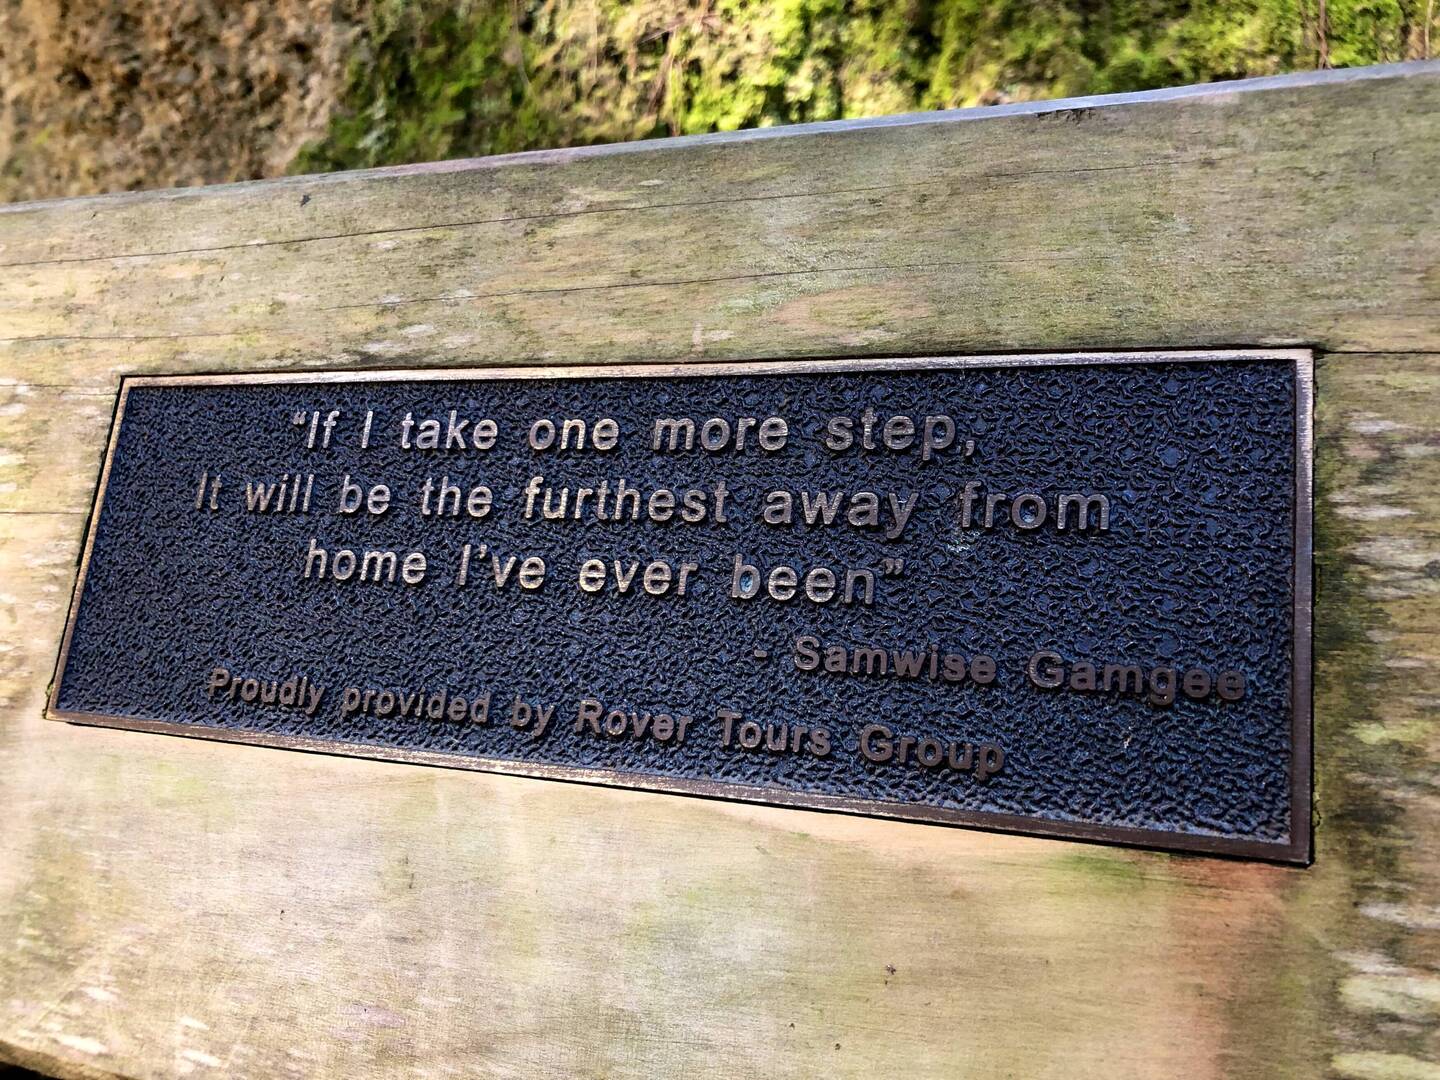 “If I take one more step,
It will be the furthest away from
home I’ve ever been”
- Samwise Gamgee
Proudly provided by Rover Tours Group